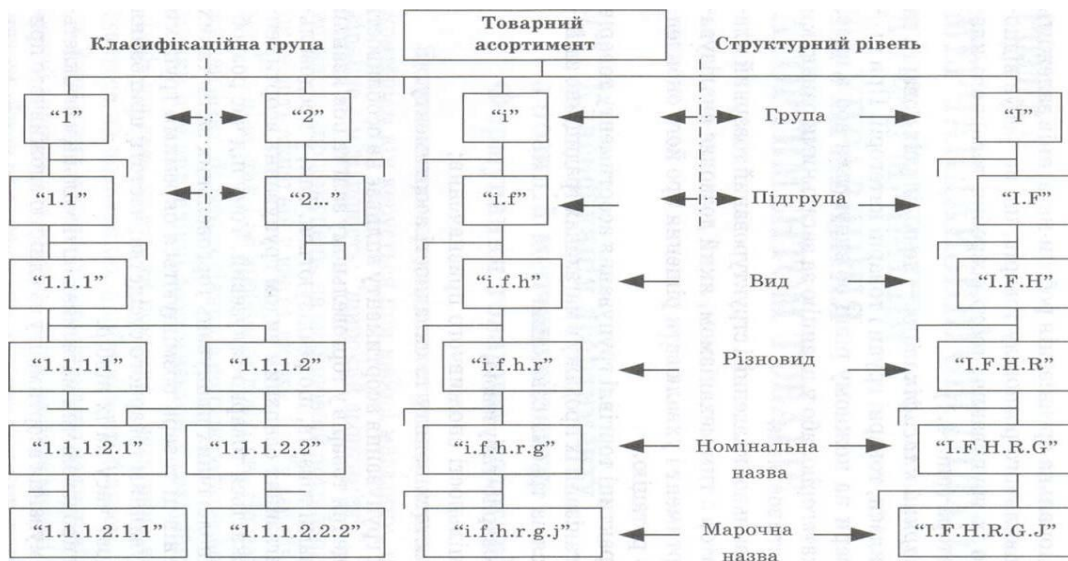 Товарний
асортимент
Класифікаційна група
Структурний рівень
“1” “2” “i” Група “I”
“1.1” “2...” “i.f” Підгрупа “I.F”
“1.1.1” “i.f.h” Вид “I.F.H”
“1.1.1.1” “1.1.1.2” “i.f.h.r” Різновид “I.F.H.R”
“1.1.1.2.1” “1.1.1.2.2” “i.f.h.r.g” Номінальна “I.F.H.R.G”
назва
“1.1.1.2.1.1” “1.1.1.2.2.2” “i.f.h.r.g.j” Марочна “I.F.H.R.G.J”
назва